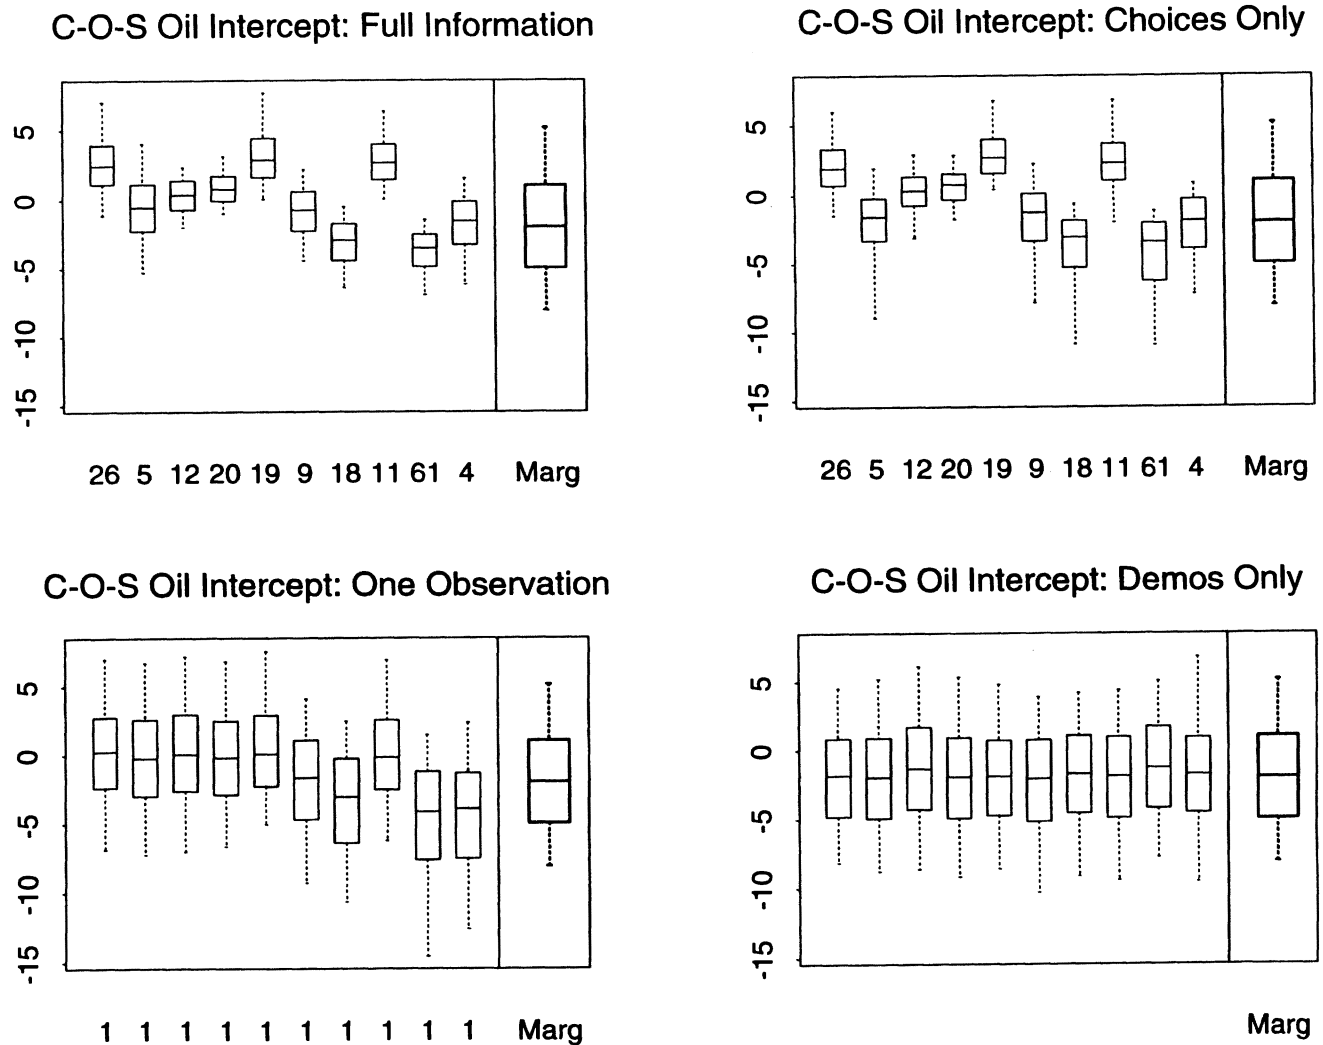 C-O-S Oil Intercept: Full Information
5
0
-5
-10
-15
26 5 12 20 19 9 18 11 61 4 Marg
C-O-S Oil Intercept: Choices Only
5
0
-5
-10
-15
26 5 12 20 19 9 18 11 61 4 Marg
C-O-S Oil Intercept: One Observation
5
0
-5
-10
-15
1 1 1 1 1 1 1 1 1 1 Marg
C-O-S Oil Intercept: Demos Only
5
0
-5
-10
-15
Marg